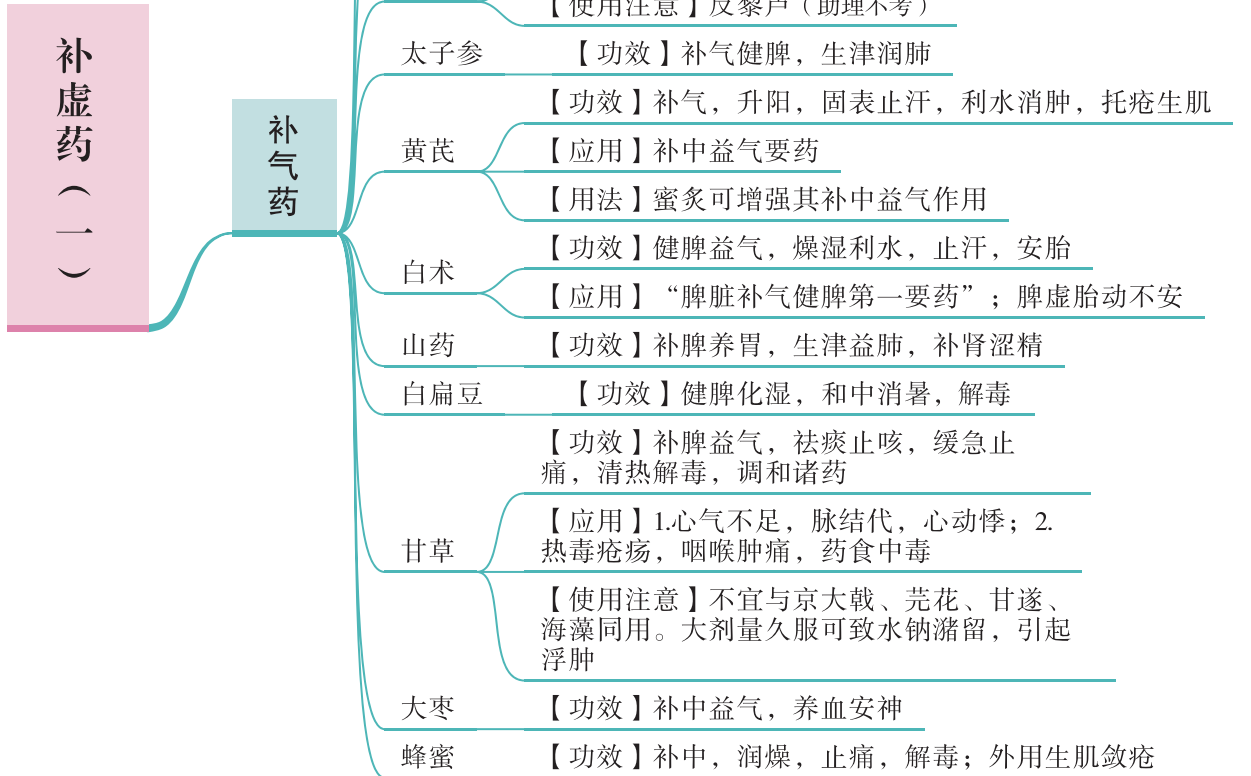 补虚药（一）
补气药
【使用注意】反藜芦（助理不考）
太子参
【功效】补气健脾，生津润肺
黄芪
【功效】补气，升阳，固表止汗，利水消肿，托疮生肌
【应用】补中益气要药
【用法】蜜炙可增强其补中益气作用
白术
【功效】健脾益气，燥湿利水，止汗，安胎
【应用】“脾脏补气健脾第一要药”；脾虚胎动不安
山药
【功效】补脾养胃，生津益肺，补肾涩精
白扁豆
【功效】健脾化湿，和中消暑，解毒
甘草
【功效】补脾益气，祛痰止咳，缓急止
痛，清热解毒，调和诸药
【应用】1.心气不足，脉结代，心动悸；2.
热毒疮疡，咽喉肿痛，药食中毒
【使用注意】不宜与京大戟、芫花、甘遂、
海藻同用。大剂量久服可致水钠潴留，引起
浮肿
大枣
【功效】补中益气，养血安神
蜂蜜
【功效】补中，润燥，止痛，解毒；外用生肌敛疮